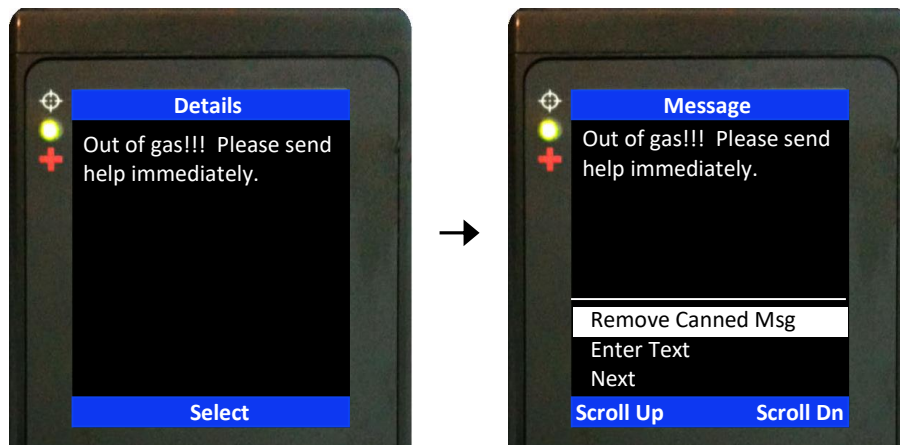 Details
Out of gas!!!  Please send
help immediately.
Select
Message
Out of gas!!!  Please send
help immediately.
Remove Canned Msg
Enter Text
Next
Scroll Up Scroll Dn